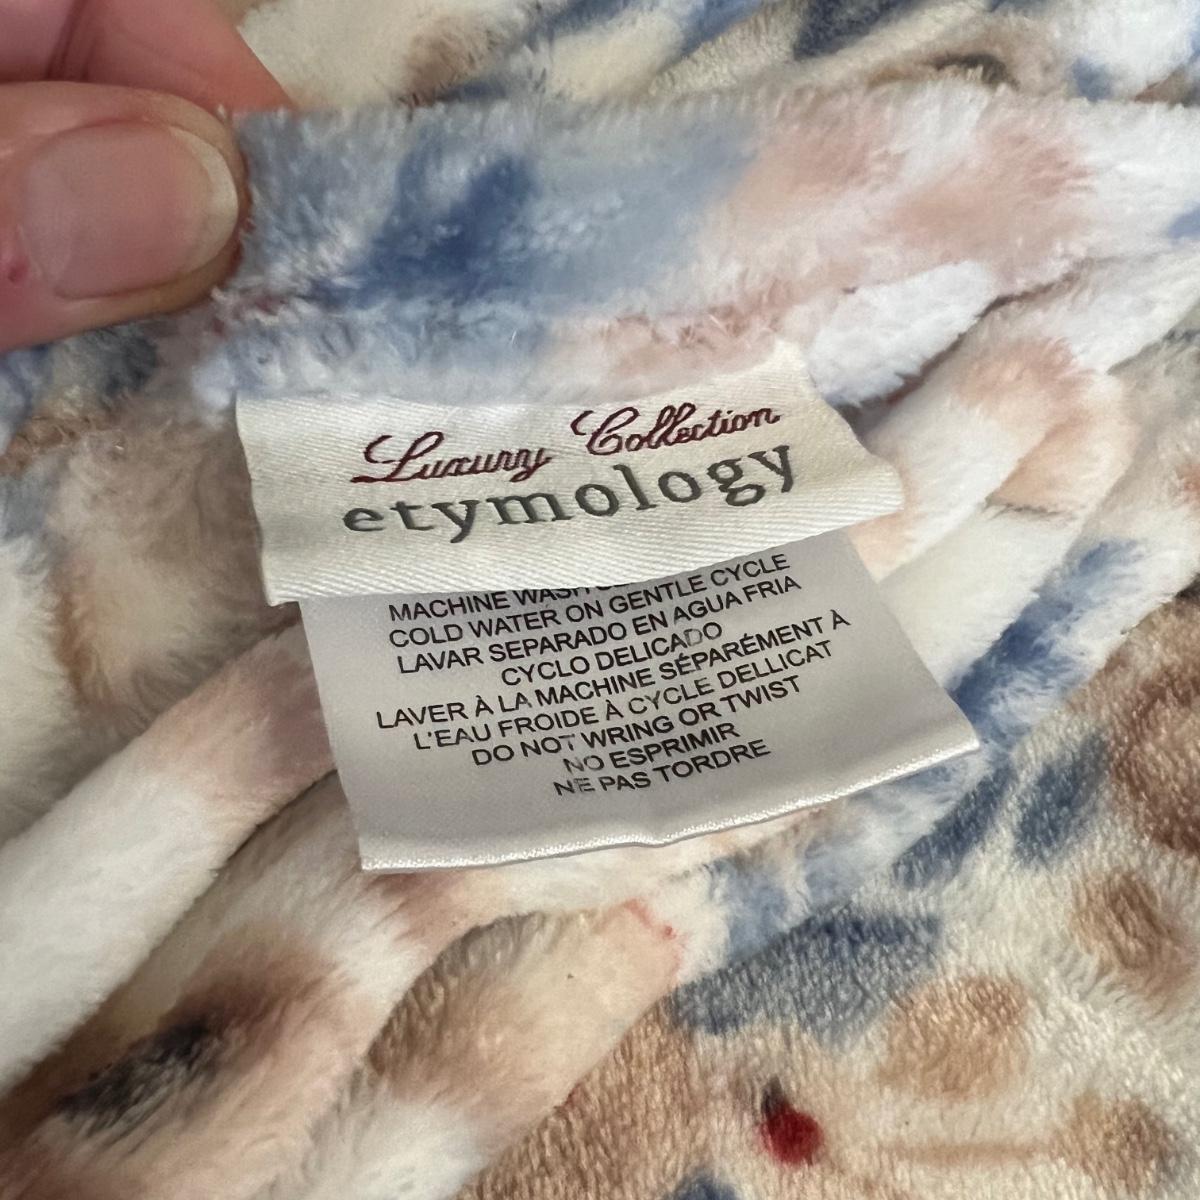 Luxury Collection
etymology
MACHINE WASH
COLD WATER ON GENTLE CYCLE
LAVAR SEPARADO EN AGUA FRIA
CYCLO DELICADO
LAVER À LA MACHINE SÉPARÉMENT À
L'EAU FROIDE À CYCLE DELLICAT
DO NOT WRING OR TWIST
NO ESPRIMIR
NE PAS TORDRE